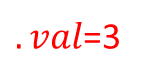 . val=3